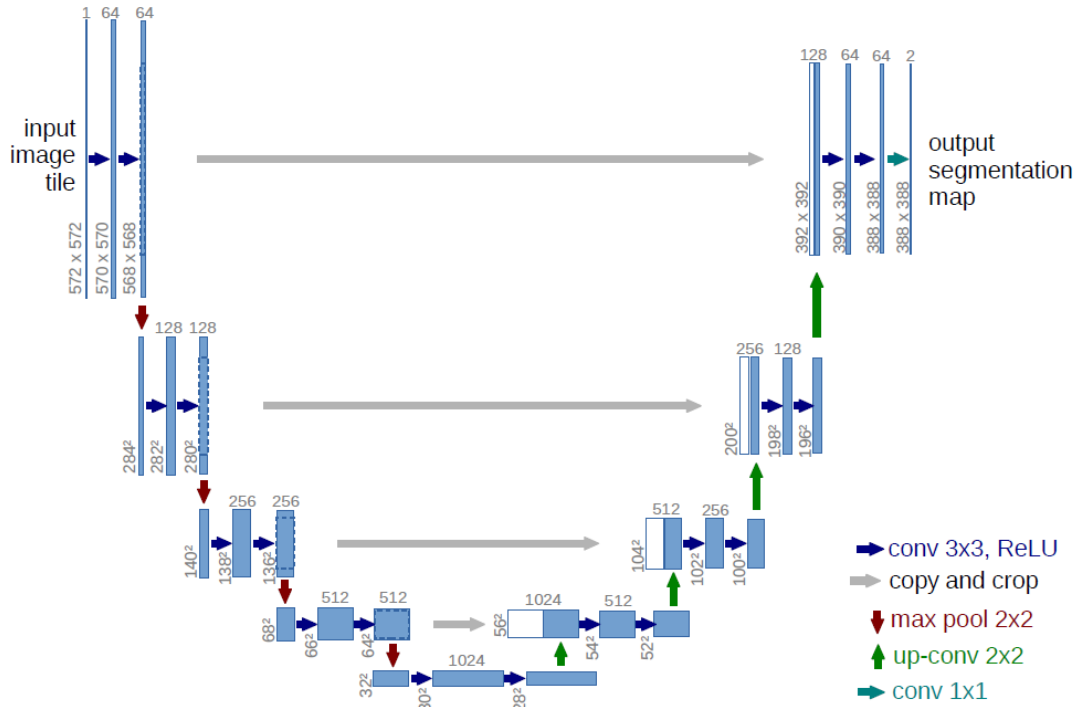 1 64 64
input
image
tile
572 x 572
570 x 570
568 x 568
128 64 64 2
output
segmentation
map
392 x 392
390 x 390
388 x 388
388 x 388
128 128
284²
282²
280²
256 128
200²
198²
196²
256 256
140²
138²
136²
512 256
104²
102²
100²
512 512
68²
66²
64²
1024 512
56²
54²
52²
1024
32²
30²
28²
conv 3x3, ReLU
copy and crop
max pool 2x2
up-conv 2x2
conv 1x1